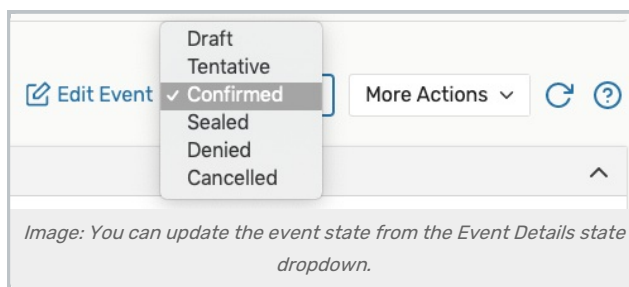 Draft
Tentative
Edit Event ✓ Confirmed More Actions
Sealed
Denied
Cancelled
Image: You can update the event state from the Event Details state
dropdown.